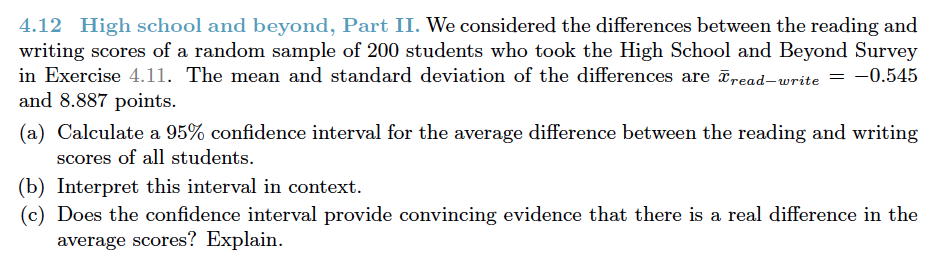 4.12 High school and beyond, Part II. We considered the differences between the reading and
writing scores of a random sample of 200 students who took the High School and Beyond Survey
in Exercise 4.11. The mean and standard deviation of the differences are x̄read−write = −0.545
and 8.887 points.
(a) Calculate a 95% confidence interval for the average difference between the reading and writing
scores of all students.
(b) Interpret this interval in context.
(c) Does the confidence interval provide convincing evidence that there is a real difference in the
average scores? Explain.